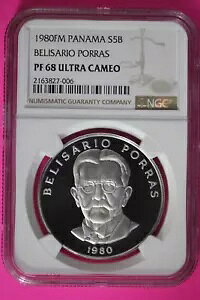 1980FM PANAMA S5B
BELISARIO PORRAS
PF 68 ULTRA CAMEO
2163827-006
NUMISMATIC GUARANTY COMPANY
NGC
BELISARIO PORRAS
1980